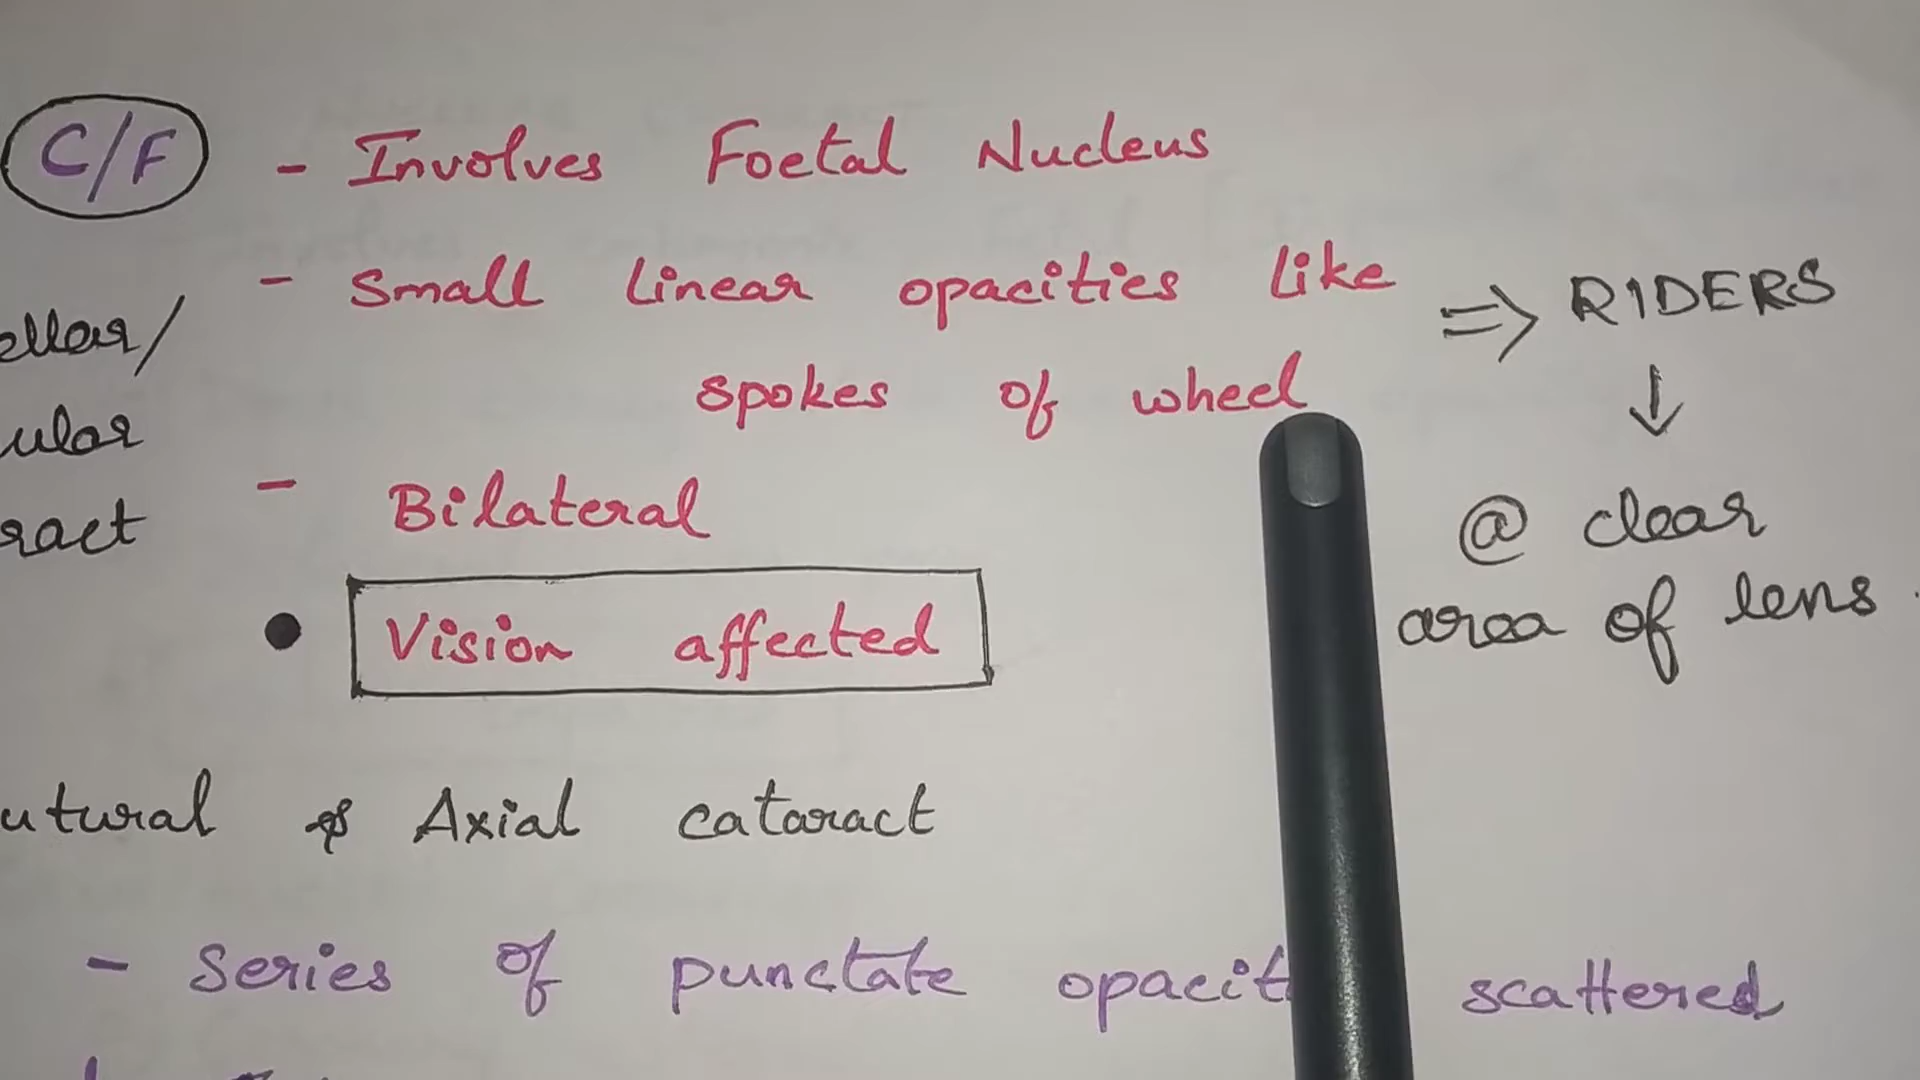 C/F - Involves Foetal Nucleus
- Small linear opacities like => RIDERS
ellar/
spokes of wheel ↓
ular
- Bilateral @ clear
ract
area of lens.
• Vision affected
utural & Axial cataract
- Series of punctate opacit scattered